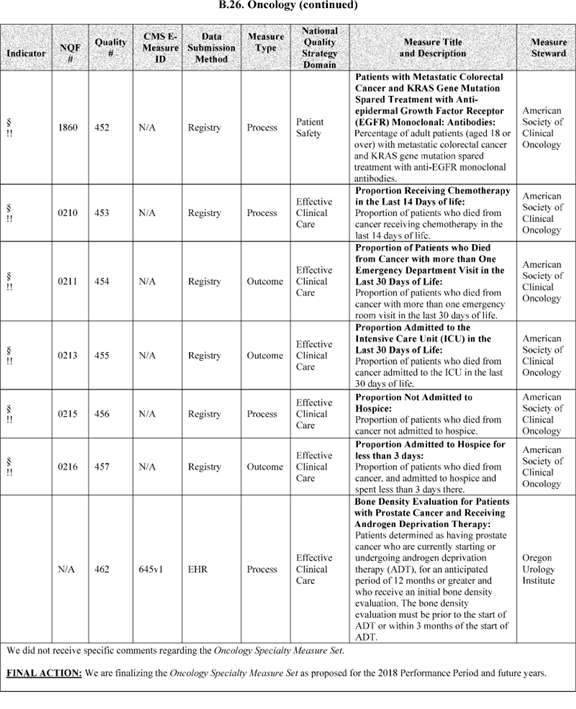 B.26. Oncology (continued)
Indicator
NQF
#
Quality
#
CMS E-
Measure
ID
Data
Submission
Method
Measure
Type
National
Quality
Strategy
Domain
Measure Title
and Description
Measure
Steward
§
!!
1860
452
N/A
Registry
Process
Patient
Safety
Patients with Metastatic Colorectal
Cancer and KRAS Gene Mutation
Spared Treatment with Anti-
epidermal Growth Factor Receptor
(EGFR) Monoclonal: Antibodies:
Percentage of adult patients (aged 18 or
over) with metastatic colorectal cancer
and KRAS gene mutation spared
treatment with anti-EGFR monoclonal
antibodies.
American
Society of
Clinical
Oncology
§
!!
0210
453
N/A
Registry
Process
Effective
Clinical
Care
Proportion Receiving Chemotherapy
in the Last 14 Days of life:
Proportion of patients who died from
cancer receiving chemotherapy in the
last 14 days of life.
American
Society of
Clinical
Oncology
§
!!
0211
454
N/A
Registry
Outcome
Effective
Clinical
Care
Proportion of Patients who Died
from Cancer with more than One
Emergency Department Visit in the
Last 30 Days of Life:
Proportion of patients who died from
cancer with more than one emergency
room visit in the last 30 days of life.
American
Society of
Clinical
Oncology
§
!!
0213
455
N/A
Registry
Outcome
Effective
Clinical
Care
Proportion Admitted to the
Intensive Care Unit (ICU) in the
Last 30 Days of Life:
Proportion of patients who died from
cancer admitted to the ICU in the last
30 days of life.
American
Society of
Clinical
Oncology
§
!!
0215
456
N/A
Registry
Process
Effective
Clinical
Care
Proportion Not Admitted to
Hospice:
Proportion of patients who died from
cancer not admitted to hospice.
American
Society of
Clinical
Oncology
§
!!
0216
457
N/A
Registry
Outcome
Effective
Clinical
Care
Proportion Admitted to Hospice for
less than 3 days:
Proportion of patients who died from
cancer, and admitted to hospice and
spent less than 3 days there.
American
Society of
Clinical
Oncology
N/A
462
645v1
EHR
Process
Effective
Clinical
Care
Bone Density Evaluation for Patients
with Prostate Cancer and Receiving
Androgen Deprivation Therapy:
Patients determined as having prostate
cancer who are currently starting or
undergoing androgen deprivation
therapy (ADT), for an anticipated
period of 12 months or greater and
who receive an initial bone density
evaluation. The bone density
evaluation must be prior to the start of
ADT or within 3 months of the start of
ADT.
Oregon
Urology
Institute
We did not receive specific comments regarding the Oncology Specialty Measure Set.
FINAL ACTION: We are finalizing the Oncology Specialty Measure Set as proposed for the 2018 Performance Period and future years.